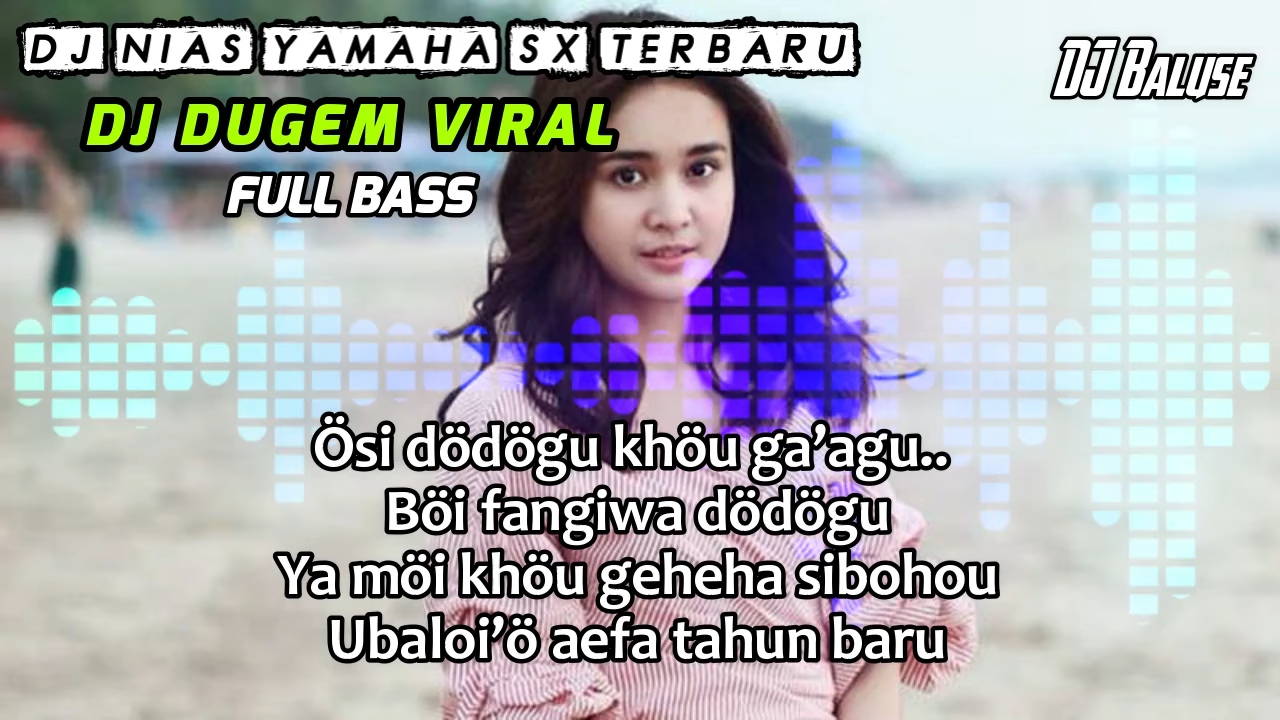 DJ NIAS YAMAHA SX TERBARU
DJ Baluse
DJ DUGEM VIRAL
FULL BASS
Ösi dödögu khöu ga’agu..
Böi fangiwa dödögu
Ya möi khöu geheha sibohou
Ubaloi’ö aefa tahun baru